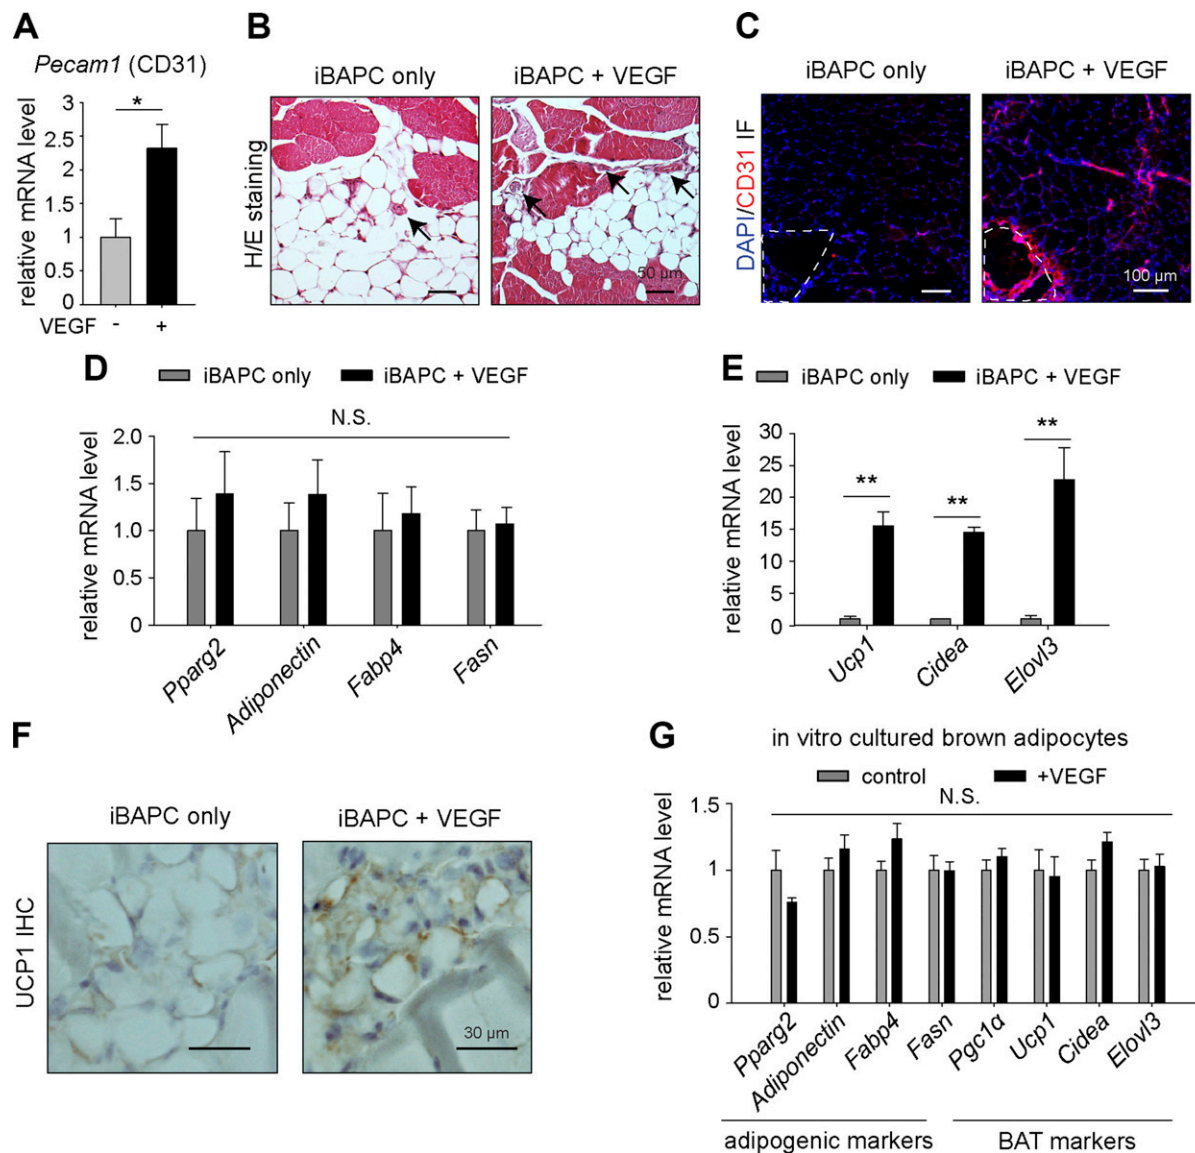 A
Pecam1 (CD31)
*
relative mRNA level
3
2.5
2
1.5
1
0.5
0
VEGF - +
B
iBAPC only
iBAPC + VEGF
H/E staining
50 µm
C
iBAPC only
iBAPC + VEGF
DAPI/CD31 IF
100 µm
D
iBAPC only
iBAPC + VEGF
N.S.
relative mRNA level
2.0
1.5
1.0
0.5
0
Pparg2
Adiponectin
Fabp4
Fasn
E
iBAPC only
iBAPC + VEGF
relative mRNA level
30
25
20
15
10
5
0
**
**
**
Ucp1
Cidea
Elovl3
F
iBAPC only
iBAPC + VEGF
UCP1 IHC
30 µm
G
in vitro cultured brown adipocytes
control
+VEGF
N.S.
relative mRNA level
1.5
1
0.5
0
Pparg2
Adiponectin
Fabp4
Fasn
Pgc1α
Ucp1
Cidea
Elovl3
adipogenic markers
BAT markers